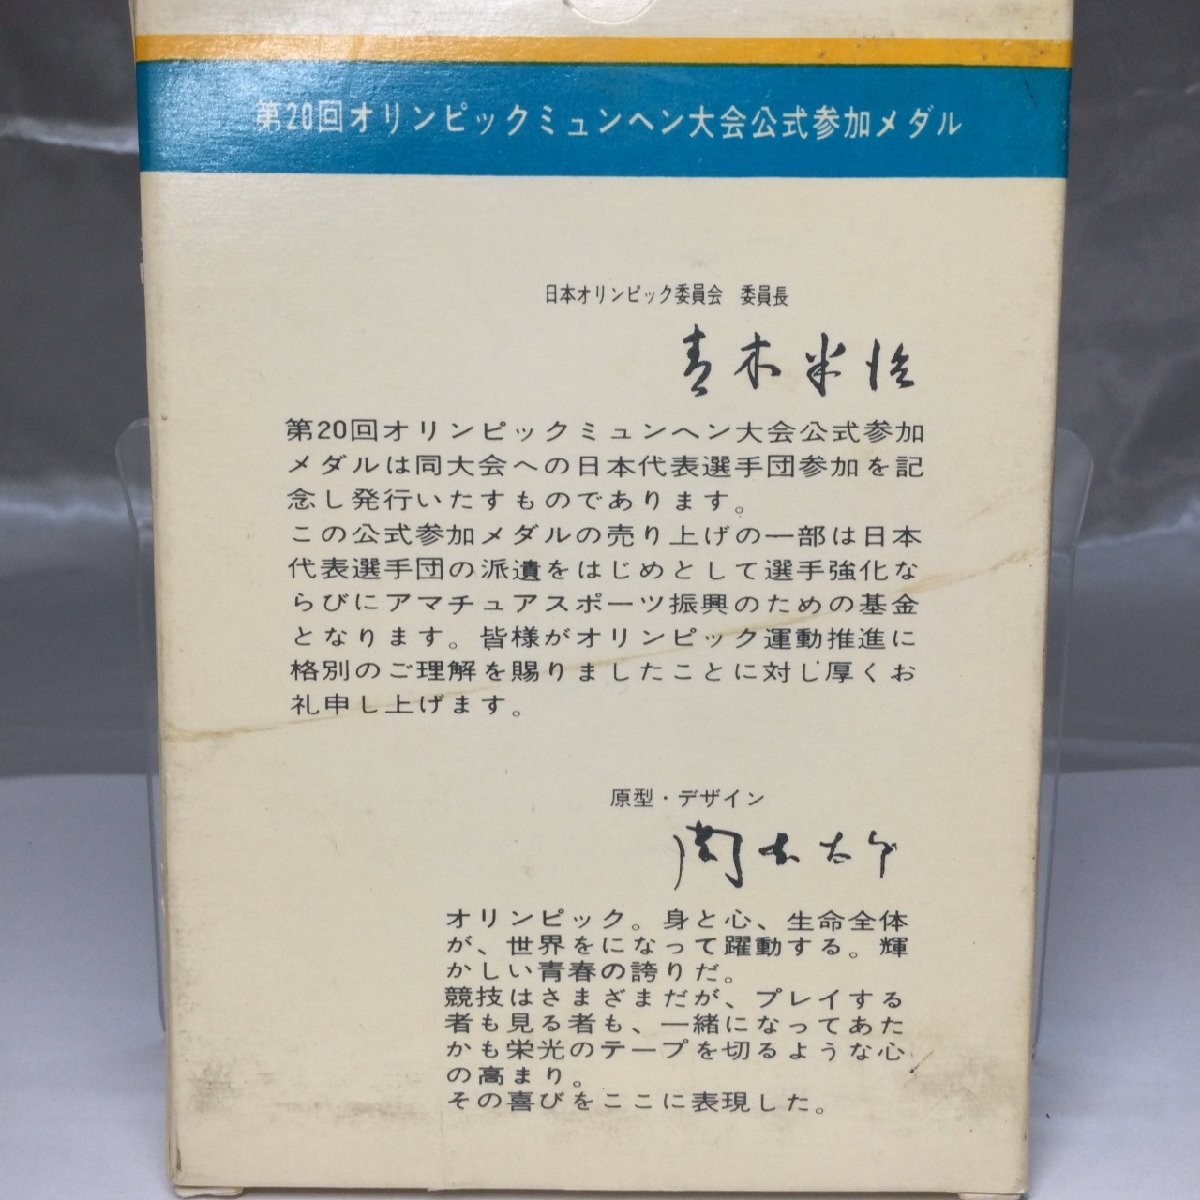 第20回オリンピックミュンヘン大会公式参加メダル
日本オリンピック委員会　委員長
青木半治
第20回オリンピックミュンヘン大会公式参加
メダルは同大会への日本代表選手団参加を記
念し発行いたすものであります。
この公式参加メダルの売り上げの一部は日本
代表選手団の派遣をはじめとして選手強化な
らびにアマチュアスポーツ振興のための基金
となります。皆様がオリンピック運動推進に
格別のご理解を賜りましたことに対し厚くお
礼申し上げます。
原型・デザイン
岡本太郎
オリンピック。身と心、生命全体
が、世界をになって躍動する。輝
かしい青春の誇りだ。
競技はさまざまだが、プレイする
者も見る者も、一緒になってあた
かも栄光のテープを切るような心
の高まり。
その喜びをここに表現した。